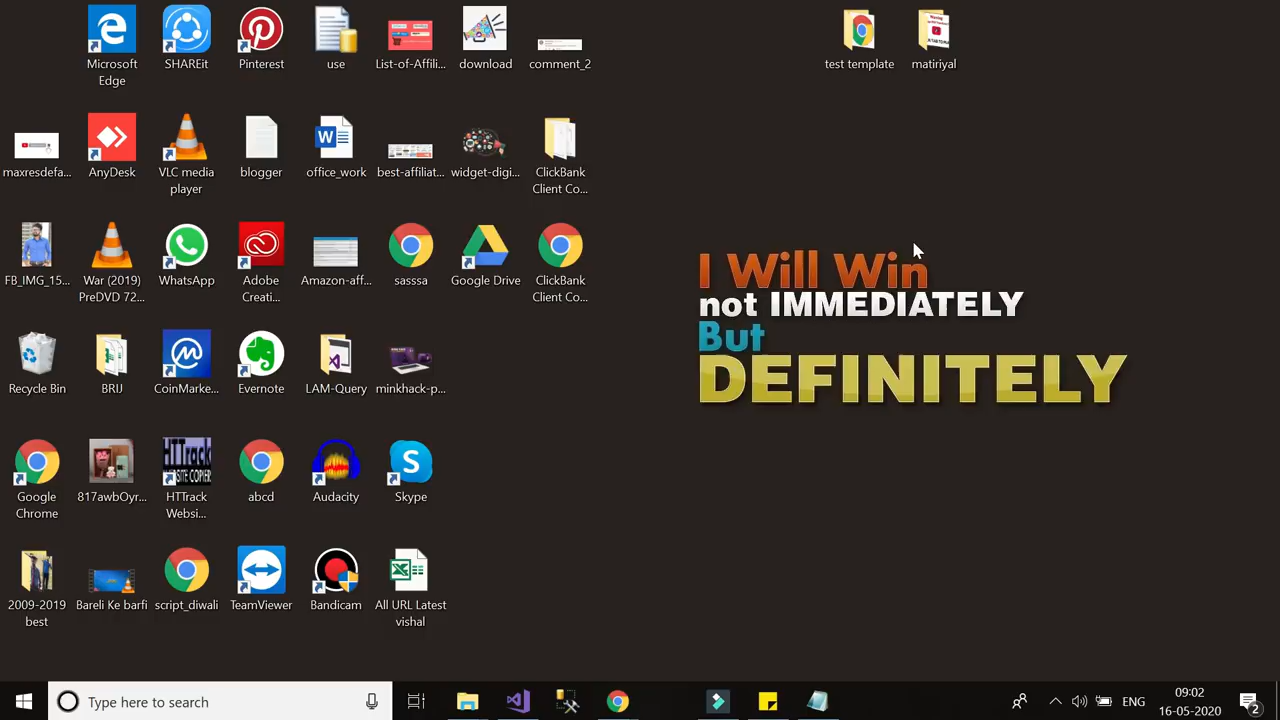 Microsoft
Edge
SHAREit
Pinterest
use
List-of-Affili...
download
comment_2
test template
matiriyal
maxresdefa...
AnyDesk
VLC media
player
blogger
office_work
best-affiliat...
widget-digi...
ClickBank
Client Co...
FB_IMG_15...
War (2019)
PreDVD 72...
WhatsApp
Adobe
Creati...
Amazon-aff...
sasssa
Google Drive
ClickBank
Client Co...
I Will Win
not IMMEDIATELY
But
DEFINITELY
Recycle Bin
BRIJ
CoinMarke...
Evernote
LAM-Query
minkhack-p...
Google
Chrome
817awbOyr...
HTTrack
Websi...
abcd
Audacity
Skype
2009-2019
best
Bareli Ke barfi
script_diwali
TeamViewer
Bandicam
All URL Latest
vishal
Type here to search
ENG
09:02
16-05-2020
2